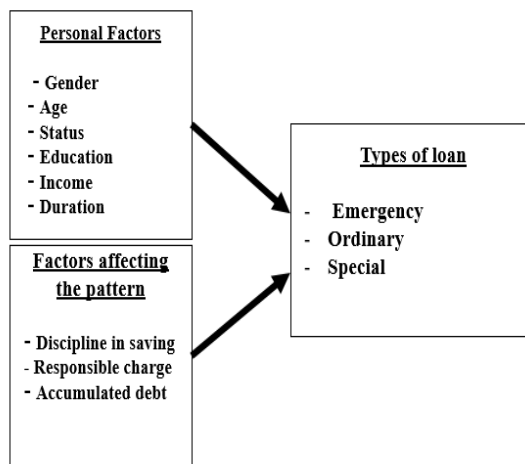 Personal Factors
- Gender
- Age
- Status
- Education
- Income
- Duration
Factors affecting
the pattern
- Discipline in saving
- Responsible charge
- Accumulated debt
Types of loan
- Emergency
- Ordinary
- Special